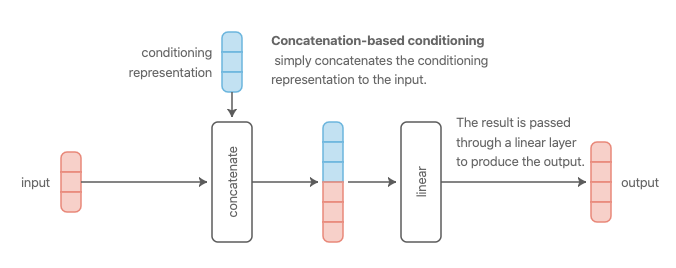 conditioning
representation
Concatenation-based conditioning
simply concatenates the conditioning
representation to the input.
The result is passed
through a linear layer
to produce the output.
input
concatenate
linear
output